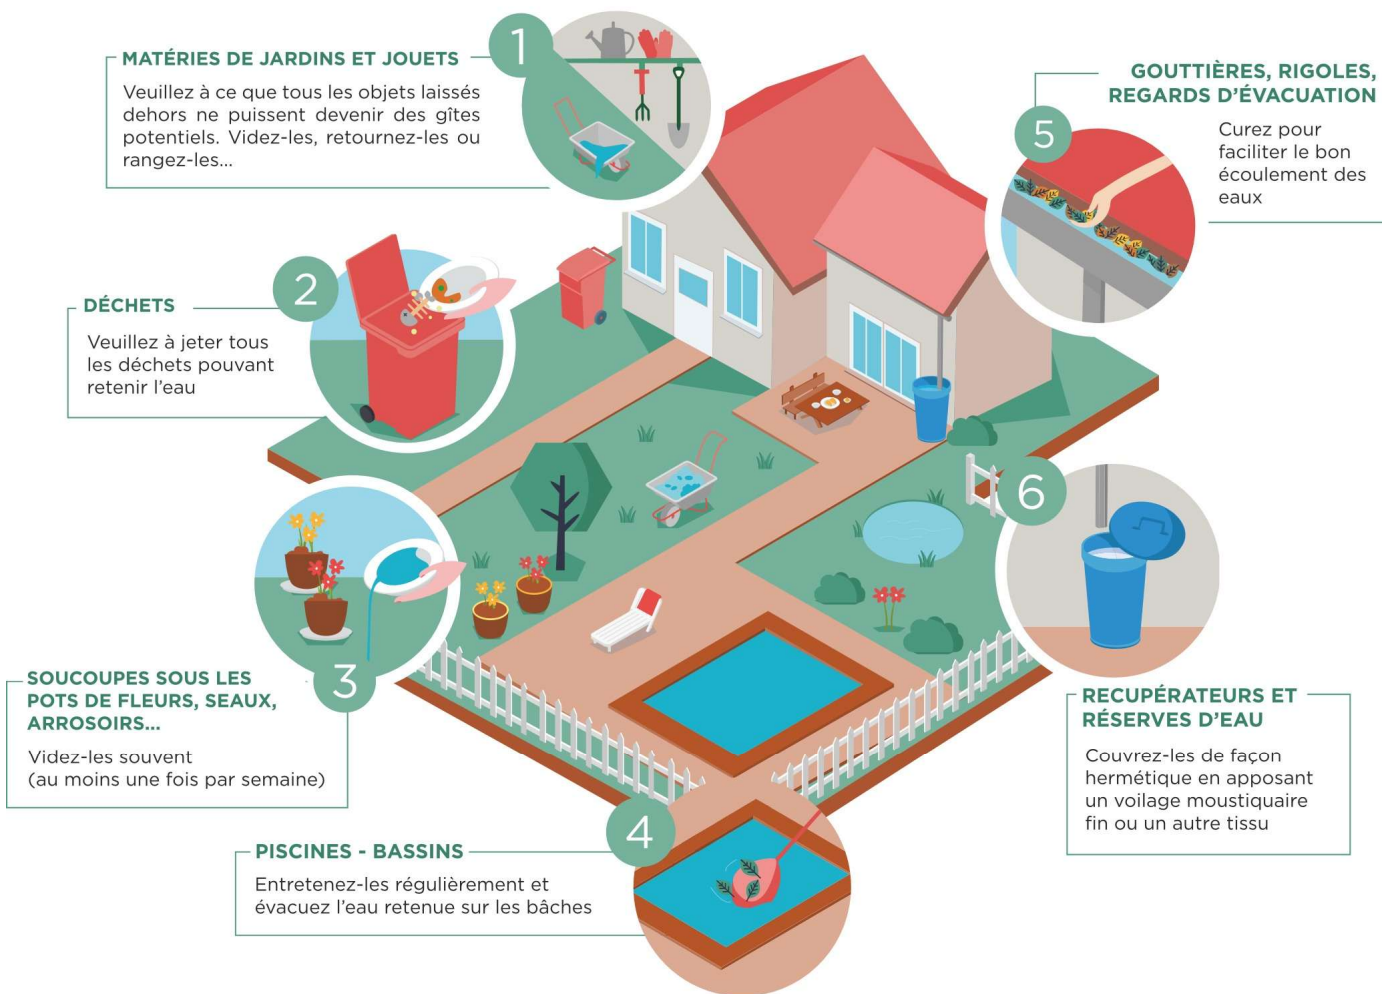 1
MATÉRIES DE JARDINS ET JOUETS
Veuillez à ce que tous les objets laissés
dehors ne puissent devenir des gîtes
potentiels. Videz-les, retournez-les ou
rangez-les...
2
DÉCHETS
Veuillez à jeter tous
les déchets pouvant
retenir l’eau
3
SOUCOUPES SOUS LES
POTS DE FLEURS, SEAUX,
ARROSOIRS...
Videz-les souvent
(au moins une fois par semaine)
4
PISCINES - BASSINS
Entretenez-les régulièrement et
évacuez l’eau retenue sur les bâches
5
GOUTTIÈRES, RIGOLES,
REGARDS D’ÉVACUATION
Curez pour
faciliter le bon
écoulement des
eaux
6
RECUPÉRATEURS ET
RÉSERVES D’EAU
Couvrez-les de façon
hermétique en apposant
un voilage moustiquaire
fin ou un autre tissu